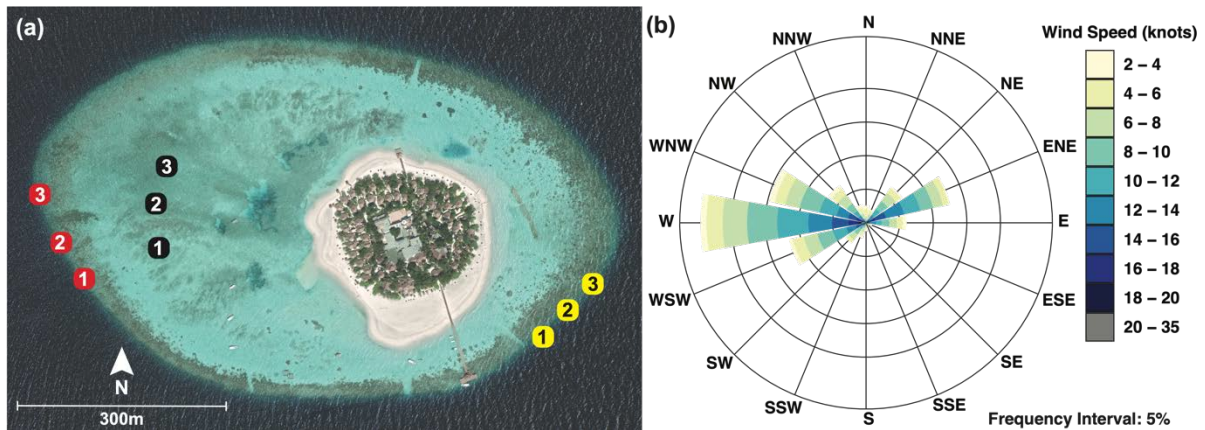 (a)
3
2
1
3
2
1
3
2
1
N
300m
(b)
N
NNE
NE
ENE
E
ESE
SE
SSE
S
SSW
SW
WSW
W
WNW
NW
NNW
Wind Speed (knots)
2 – 4
4 – 6
6 – 8
8 – 10
10 – 12
12 – 14
14 – 16
16 – 18
18 – 20
20 – 35
Frequency Interval: 5%